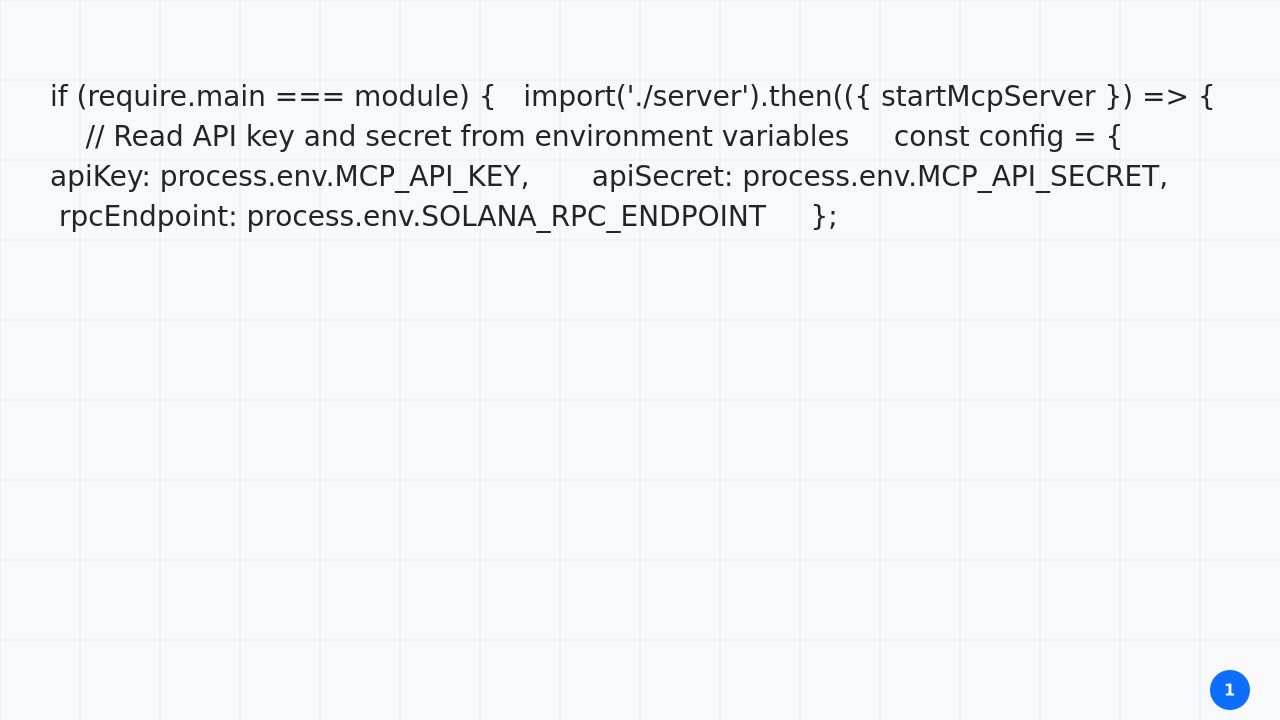 if (require.main === module) {   import('./server').then(({ startMcpServer }) => {
    // Read API key and secret from environment variables     const config = {
apiKey: process.env.MCP_API_KEY,       apiSecret: process.env.MCP_API_SECRET,
 rpcEndpoint: process.env.SOLANA_RPC_ENDPOINT     };
1